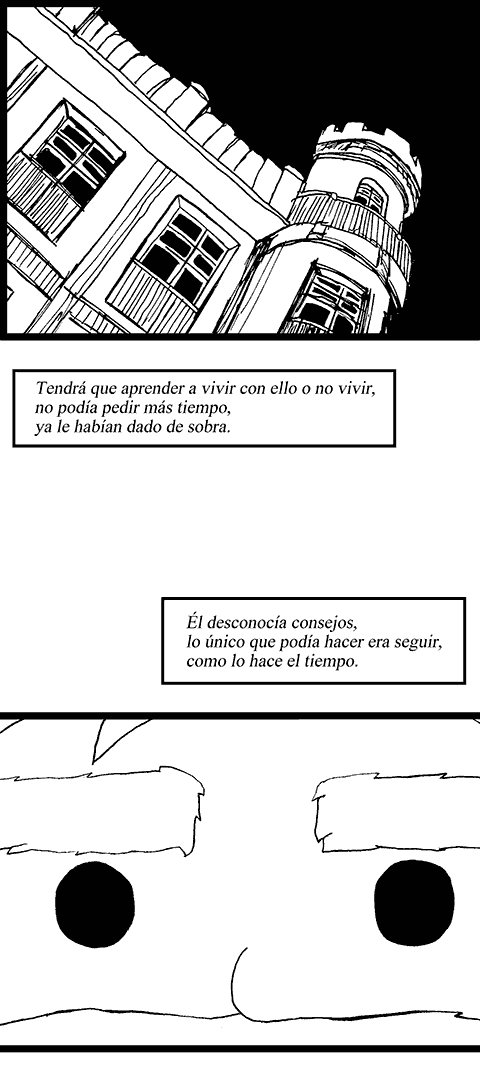 Tendrá que aprender a vivir con ello o no vivir,
no podía pedir más tiempo,
ya le habían dado de sobra.
Él desconocía consejos,
lo único que podía hacer era seguir,
como lo hace el tiempo.